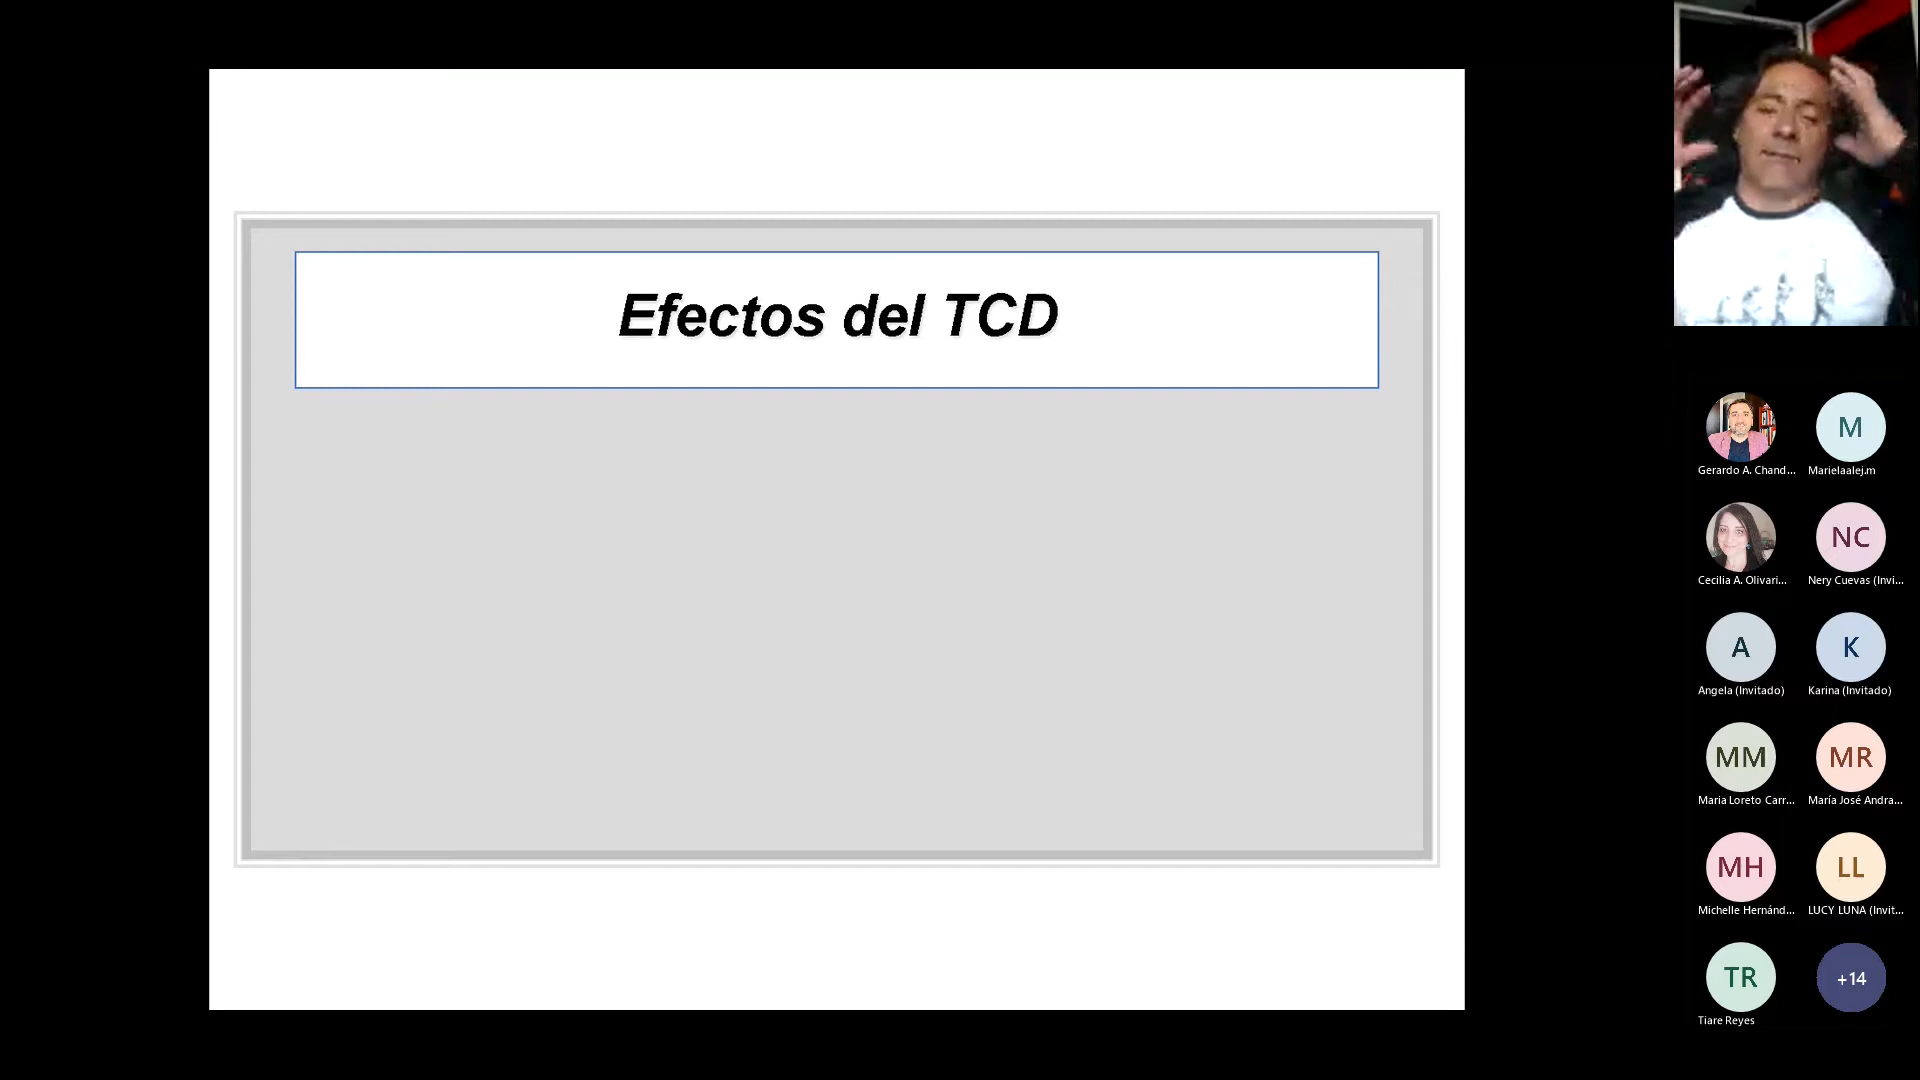 Efectos del TCD
Gerardo A. Chand...
M
Marielaalej.m
Cecilia A. Olivari...
NC
Nery Cuevas (Invi...
A
Angela (Invitado)
K
Karina (Invitado)
MM
Maria Loreto Carr...
MR
María José Andra...
MH
Michelle Hernánd...
LL
LUCY LUNA (Invit...
TR
Tiare Reyes
+14